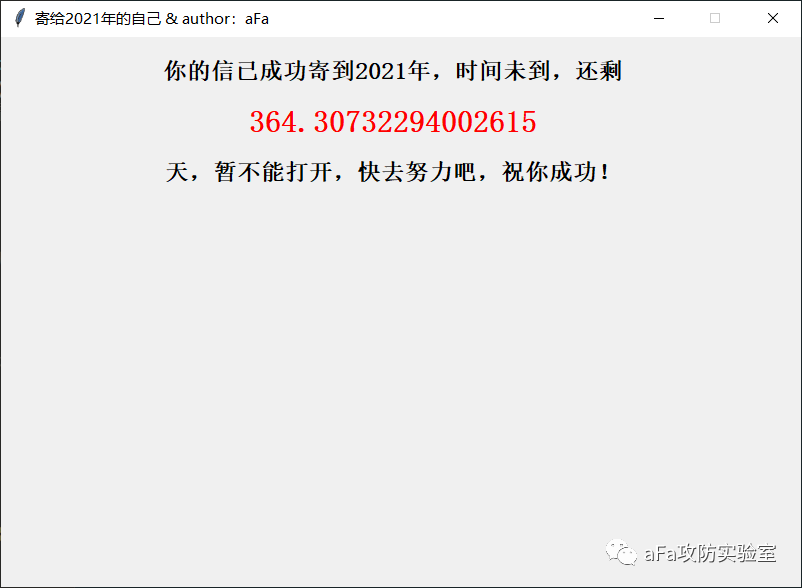 寄给2021年的自己 & author：aFa
你的信已成功寄到2021年，时间未到，还剩
364.30732294002615
天，暂不能打开，快去努力吧，祝你成功！
aFa攻防实验室